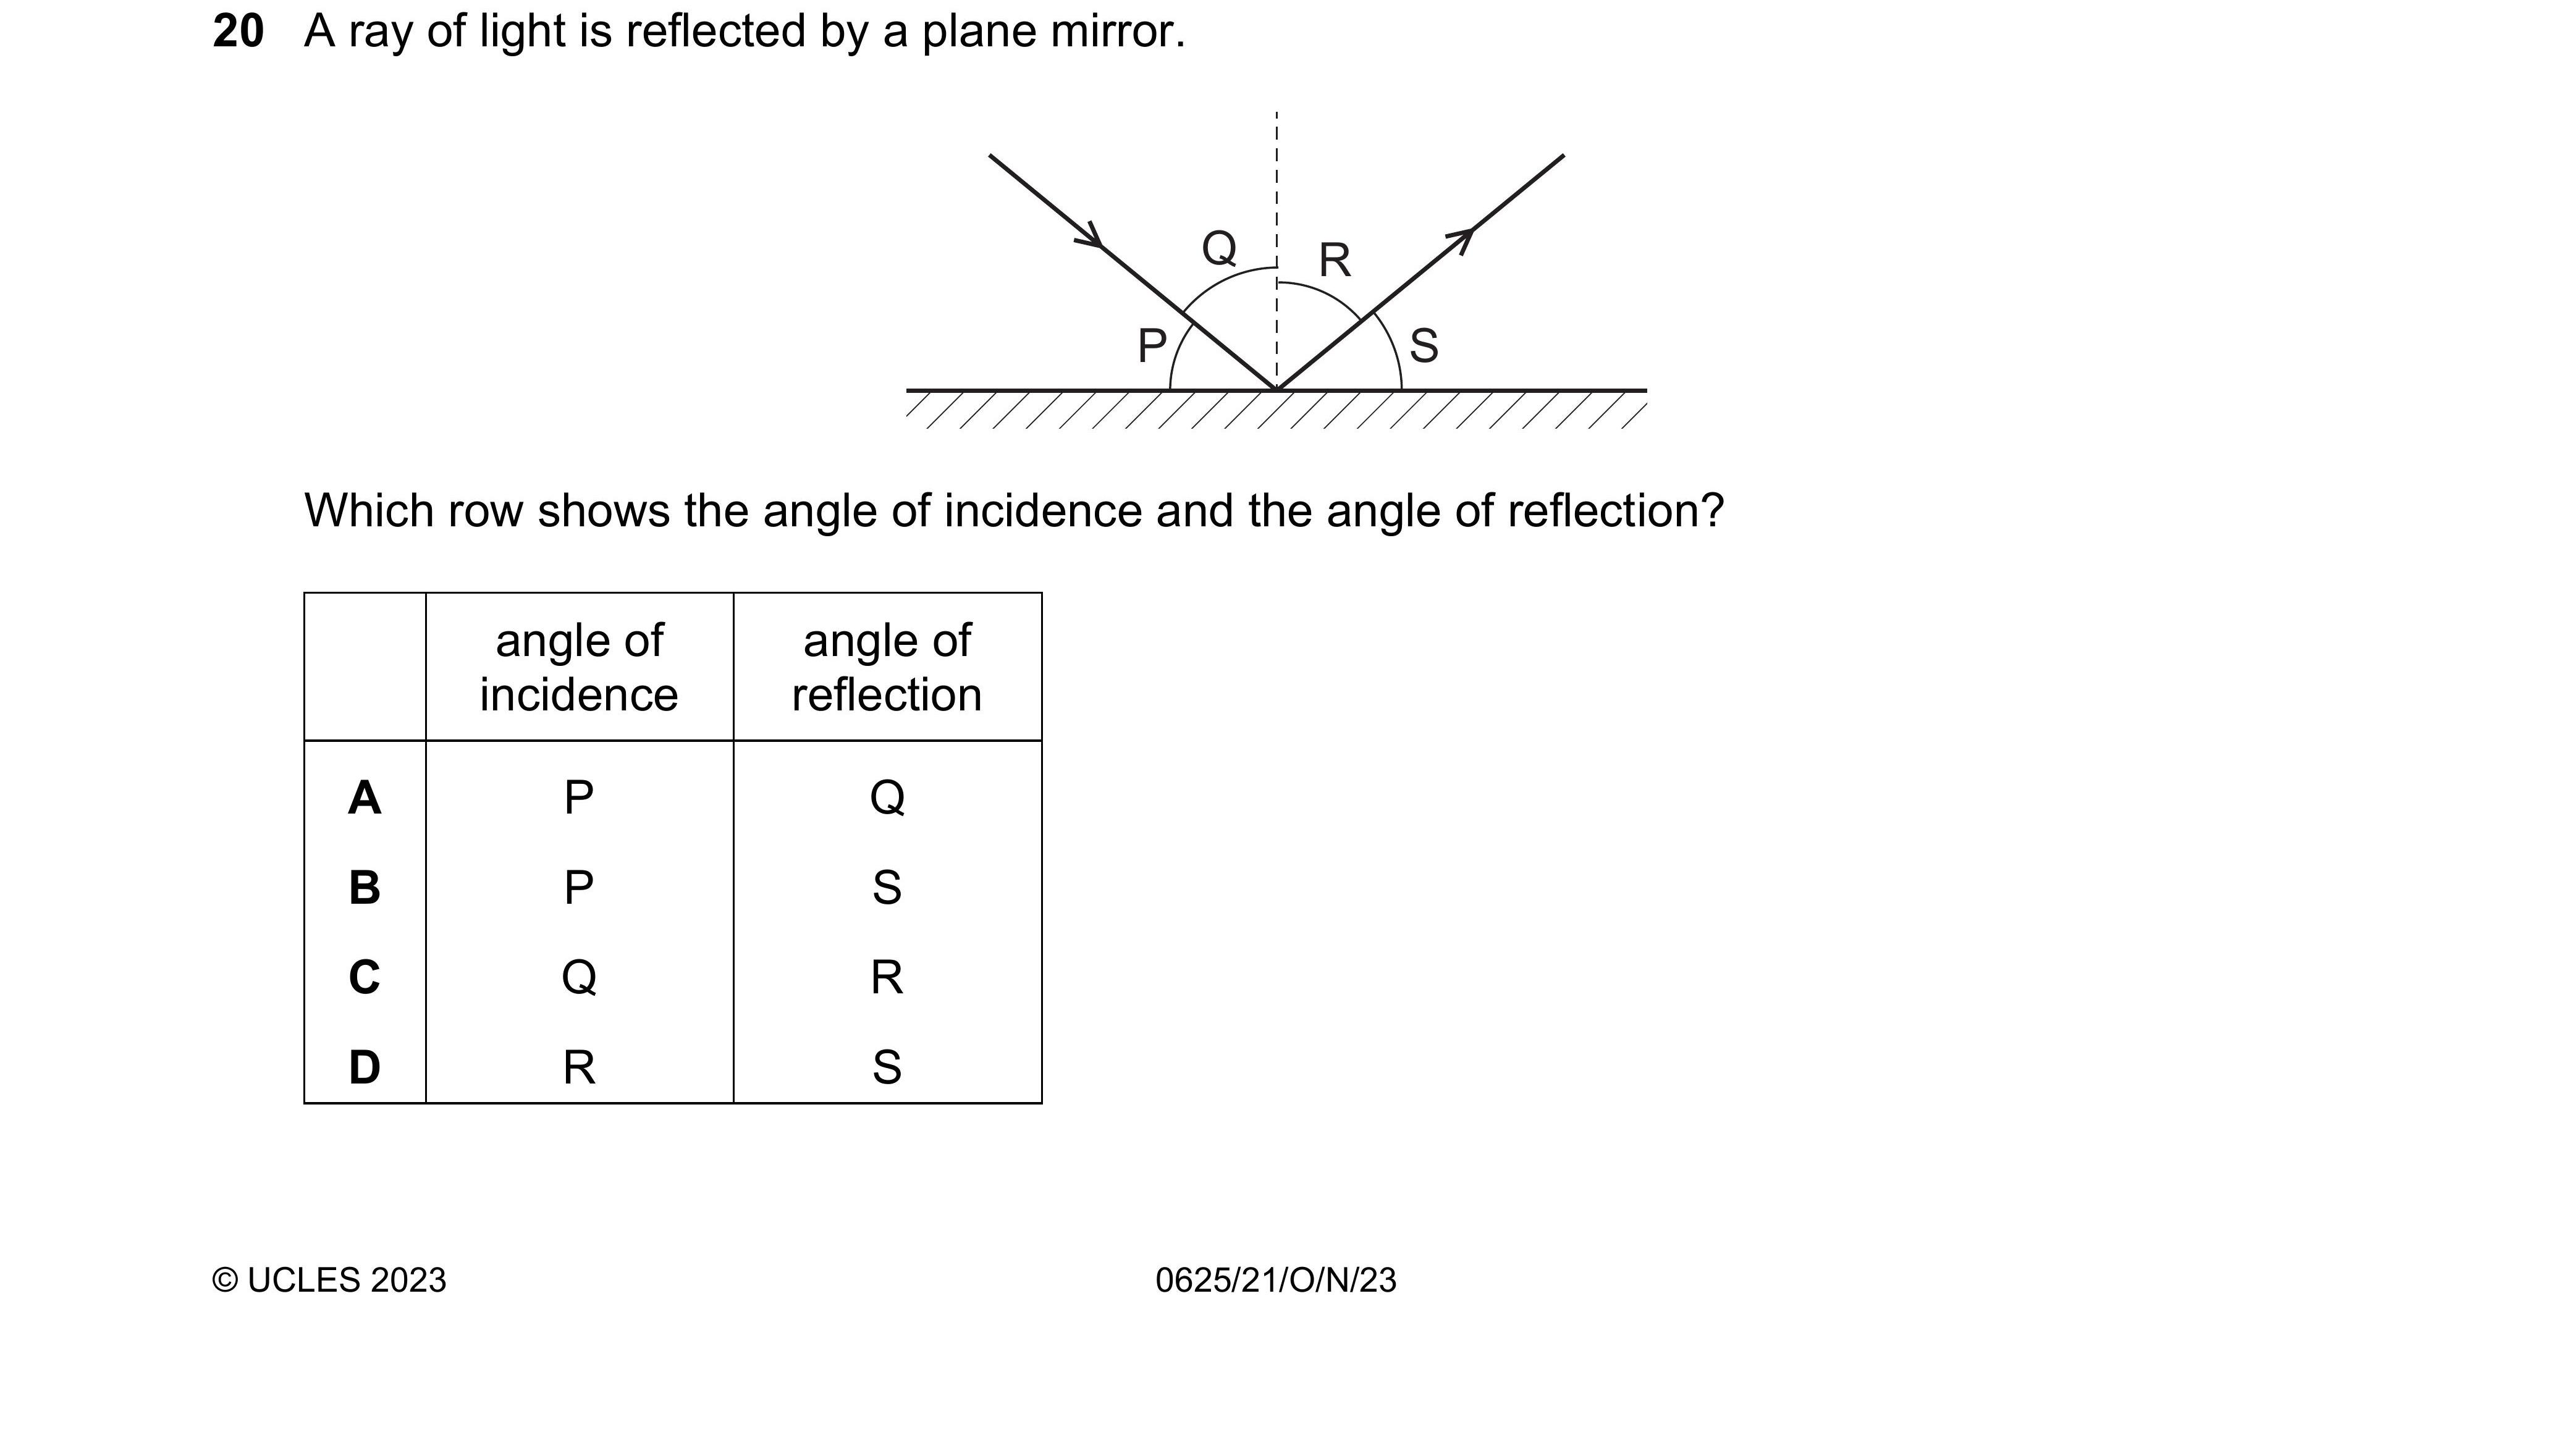 20 A ray of light is reflected by a plane mirror.
Q R
P S
Which row shows the angle of incidence and the angle of reflection?
angle of incidence angle of reflection
A P Q
B P S
C Q R
D R S
© UCLES 2023 0625/21/O/N/23